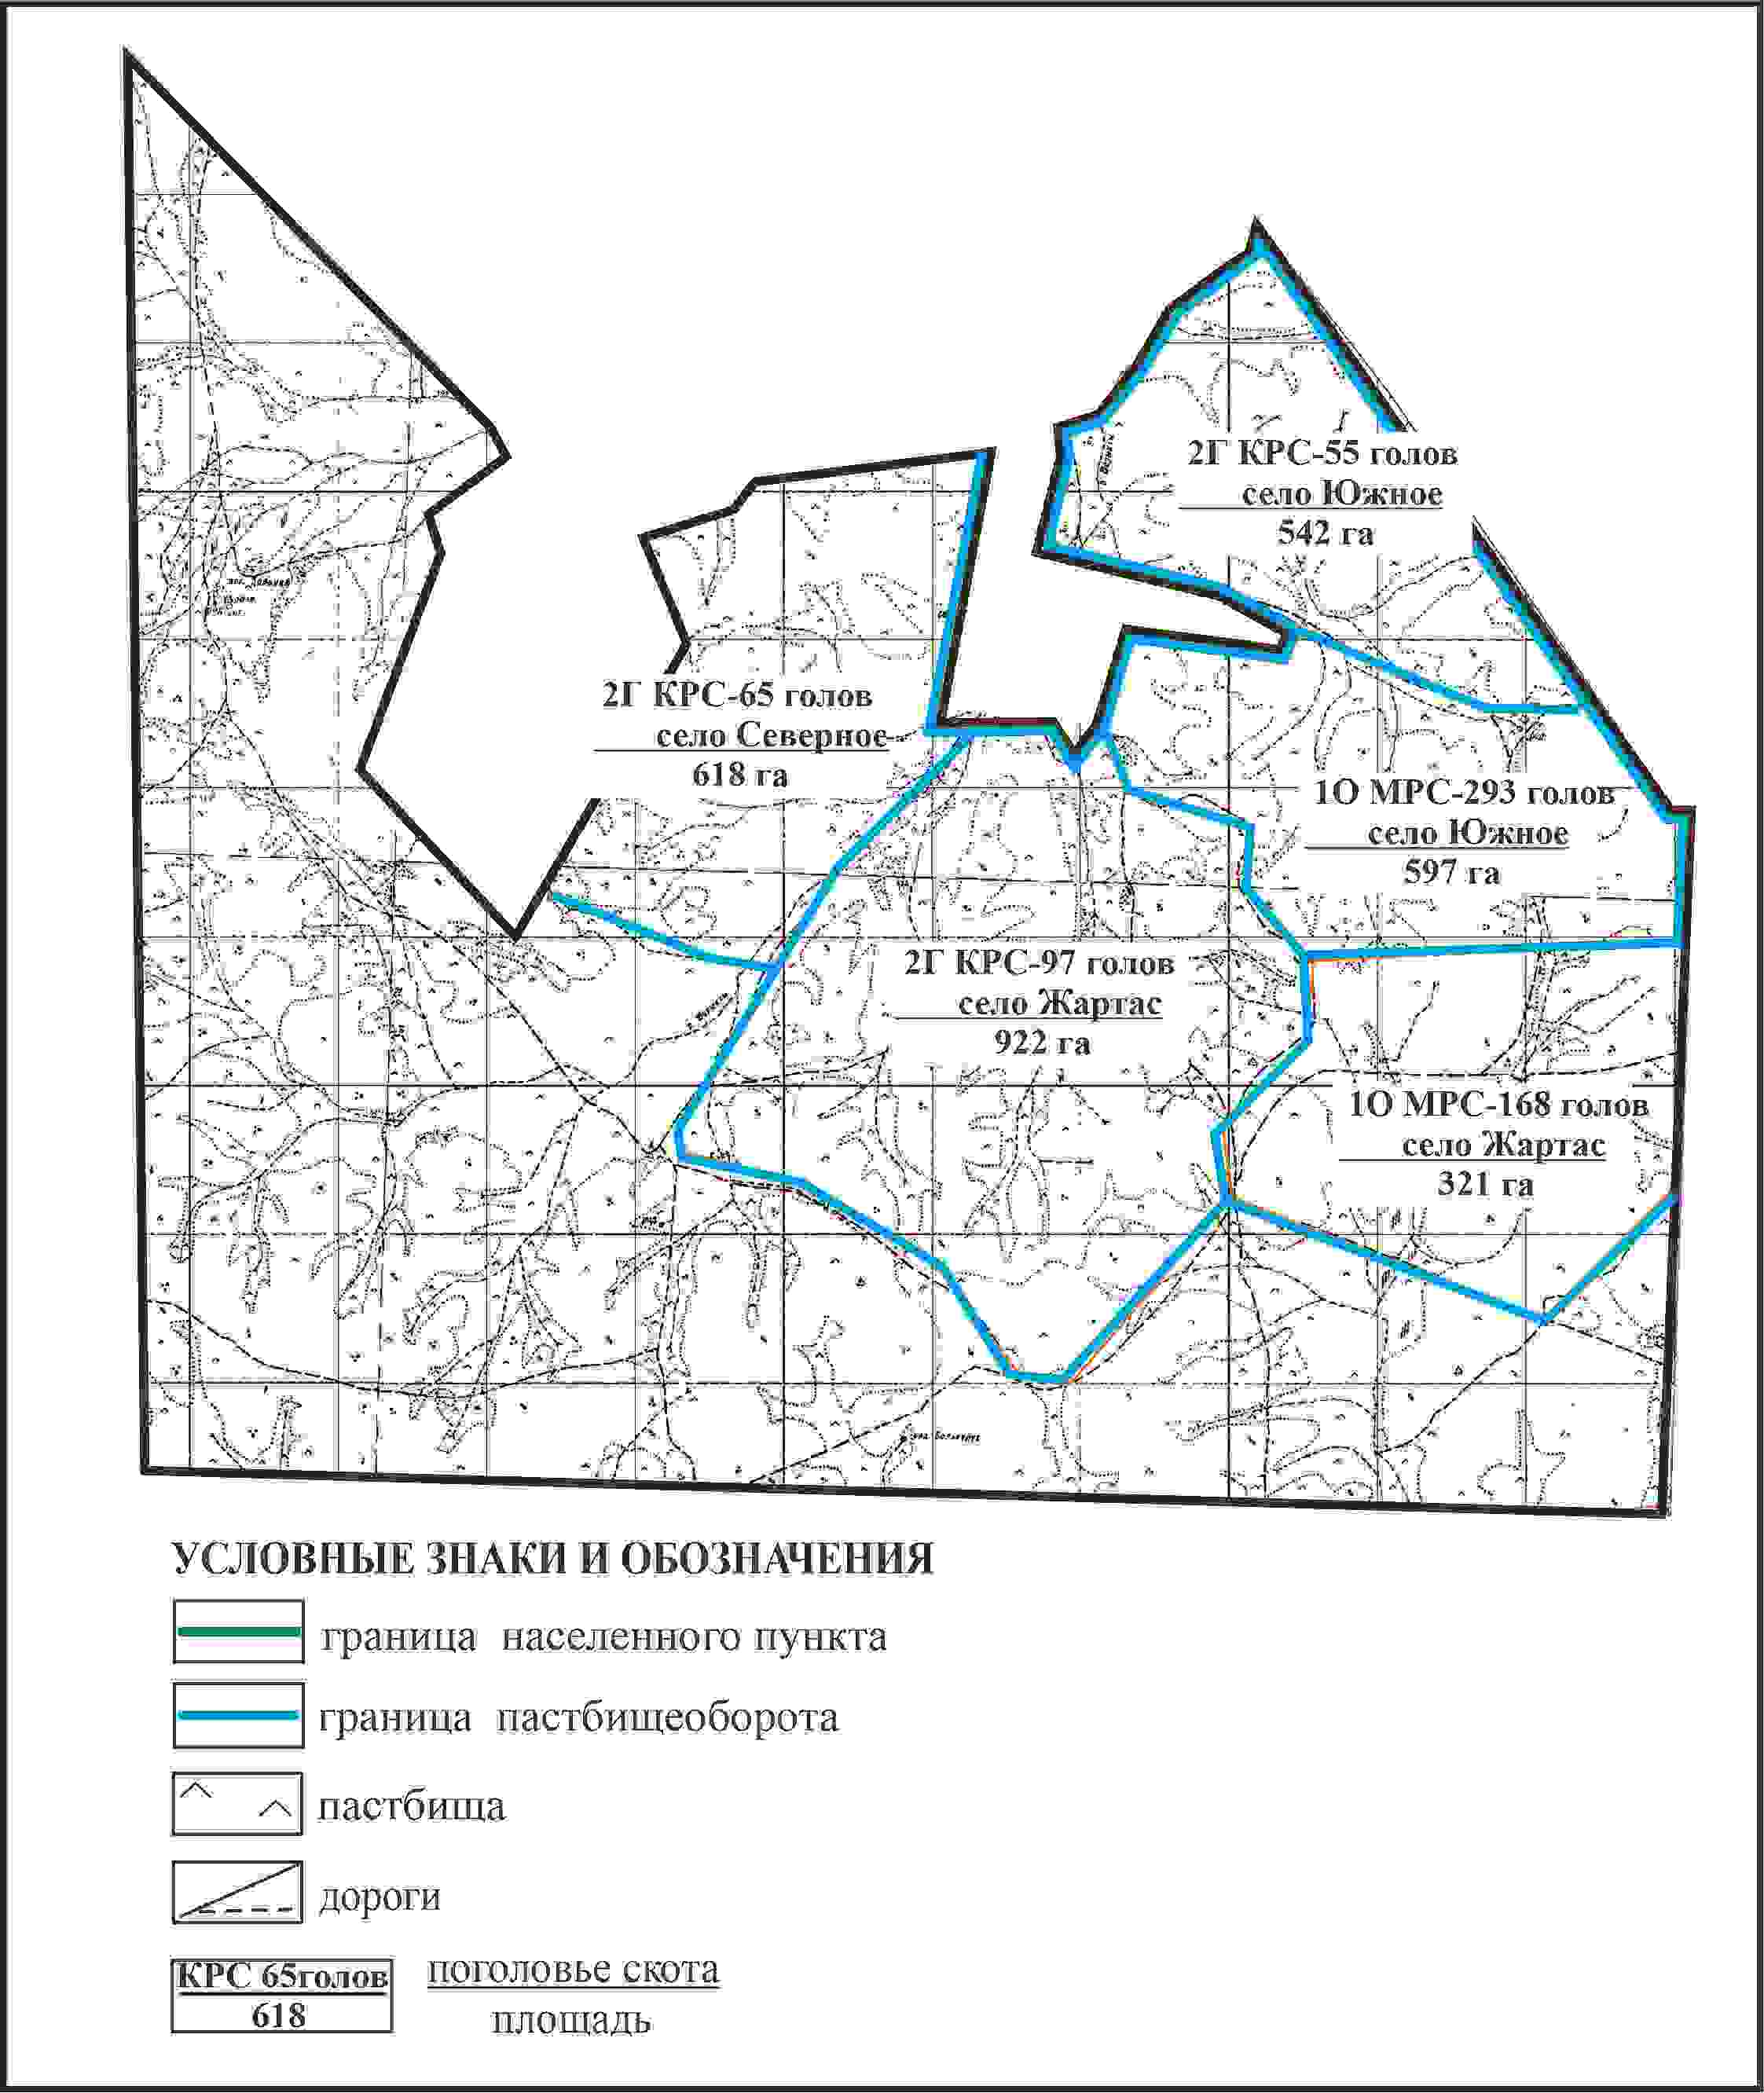 2Г КРС-55 голов
село Южное
542 га
2Г КРС-65 голов
село Северное
618 га
1О МРС-293 голов
село Южное
597 га
2Г КРС-97 голов
село Жартас
922 га
1О МРС-168 голов
село Жартас
321 га
УСЛОВНЫЕ ЗНАКИ И ОБОЗНАЧЕНИЯ
граница населенного пункта
граница пастбищеоборота
пастбища
дороги
КРС 65голов
618
поголовье скота
площадь